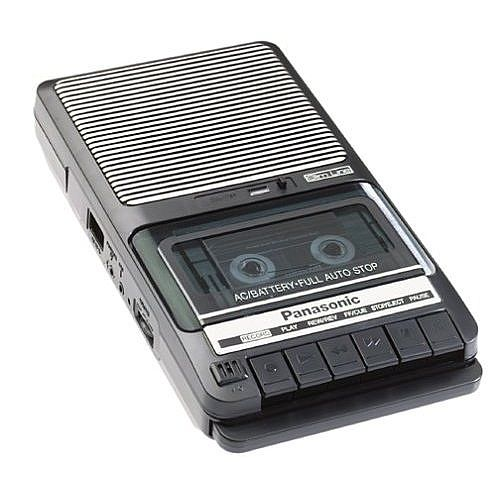 Slim Line
AC/BATTERY•FULL AUTO STOP
Panasonic
RECORD PLAY REW/REV FF/CUE STOP/EJECT PAUSE